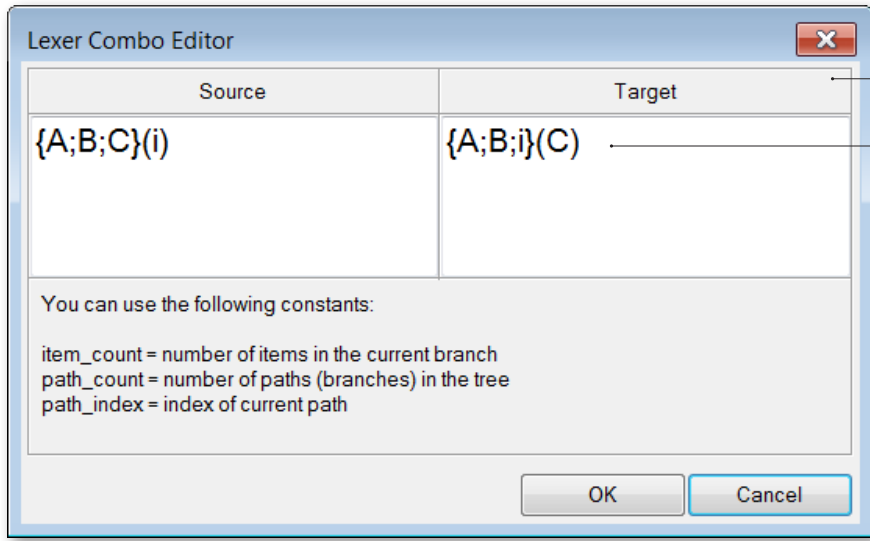 Lexer Combo Editor
Source
Target
{A;B;C}(i)
{A;B;i}(C)
You can use the following constants:
item_count = number of items in the current branch
path_count = number of paths (branches) in the tree
path_index = index of current path
OK
Cancel